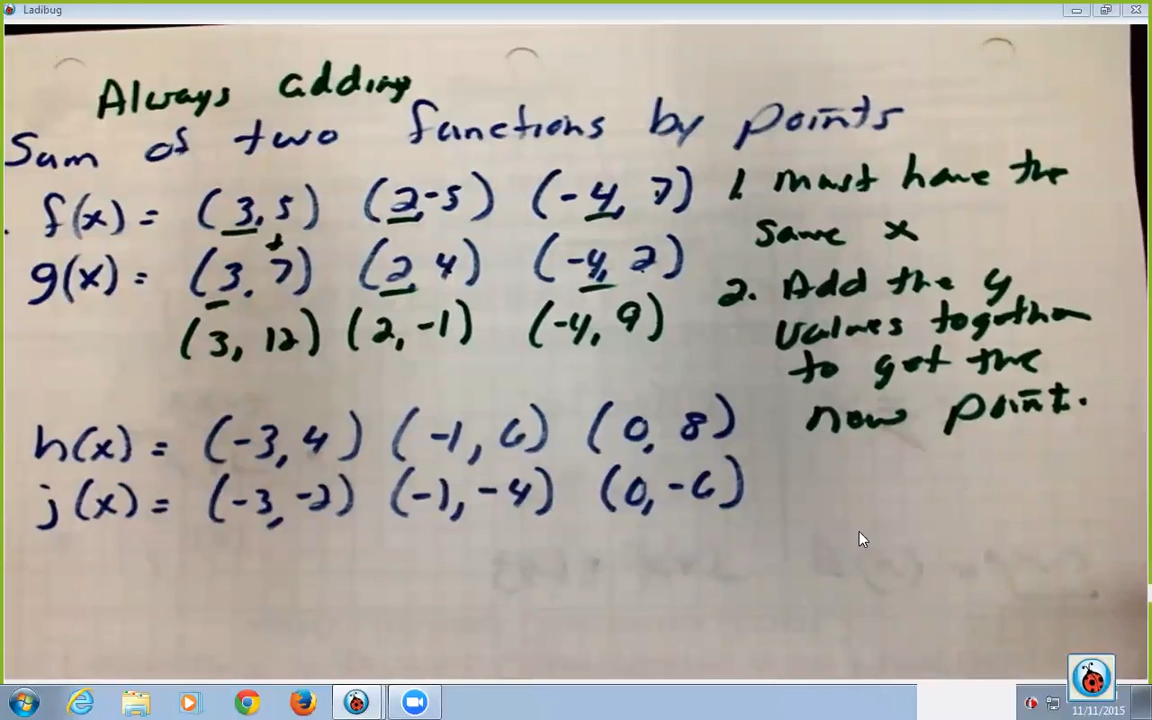 Ladibug
Always adding
Sum of two functions by points
f(x) = (3,5) (2,-5) (-4, 7)
+
g(x) = (3,7) (2,4) (-4,2)
(3, 12) (2, -1) (-4, 9)
1. must have the
same x
2. Add the y
values together
to get the
new point.
h(x) = (-3,4) (-1,6) (0,8)
j(x) = (-3,-2) (-1,-4) (0,-6)
11/11/2015